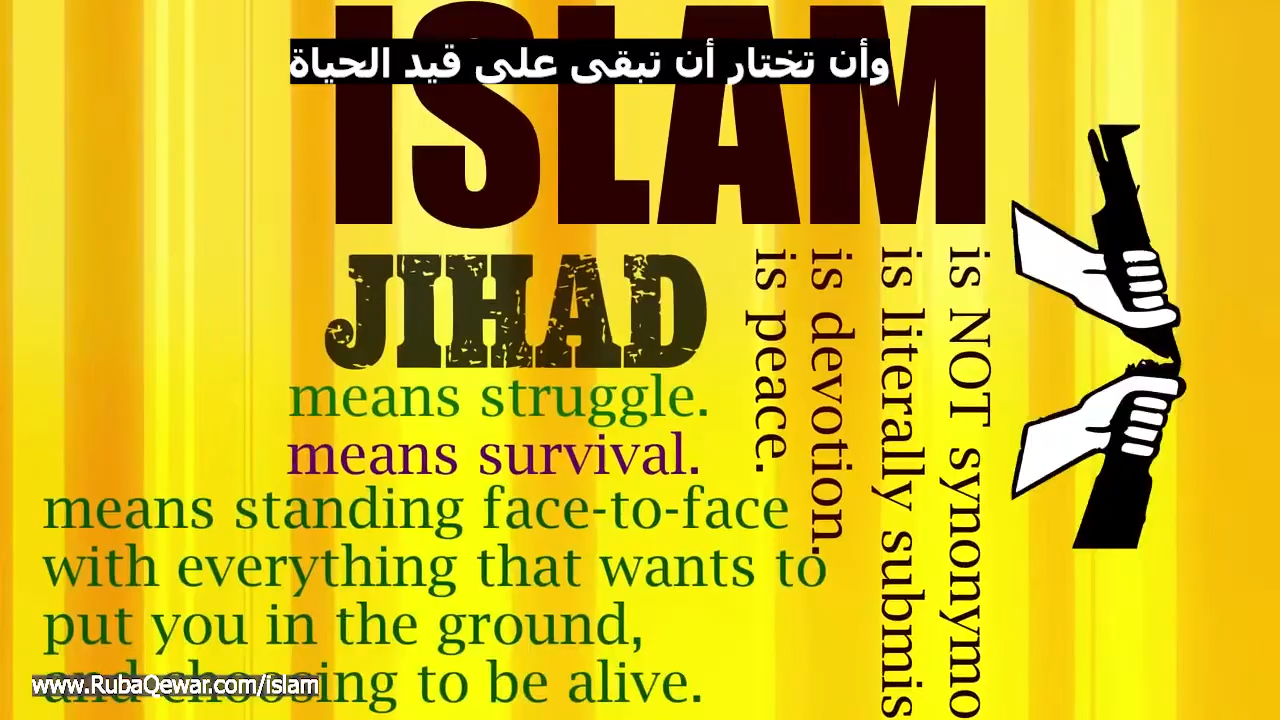 ISLAM
وأن تختار أن تبقى على قيد الحياة
JIHAD
means struggle.
means survival.
means standing face-to-face
with everything that wants to
put you in the ground,
and choosing to be alive.
is NOT synonymo
is literally submis
is devotion.
is peace.
www.RubaQewar.com/islam